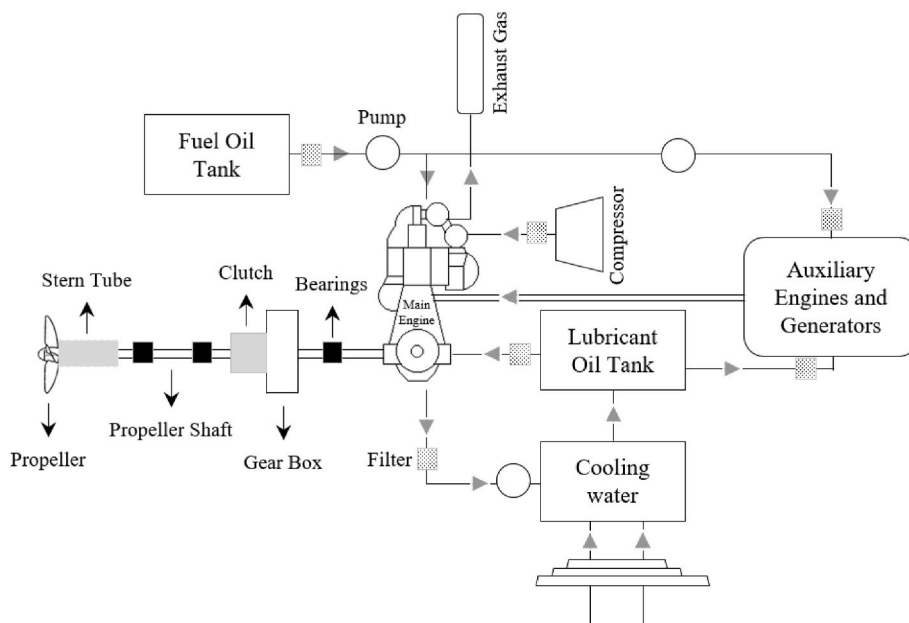 Exhaust Gas
Pump
Fuel Oil
Tank
Compressor
Stern Tube
Clutch
Bearings
Main
Engine
Auxiliary
Engines and
Generators
Lubricant
Oil Tank
Propeller Shaft
Propeller
Gear Box
Filter
Cooling
water